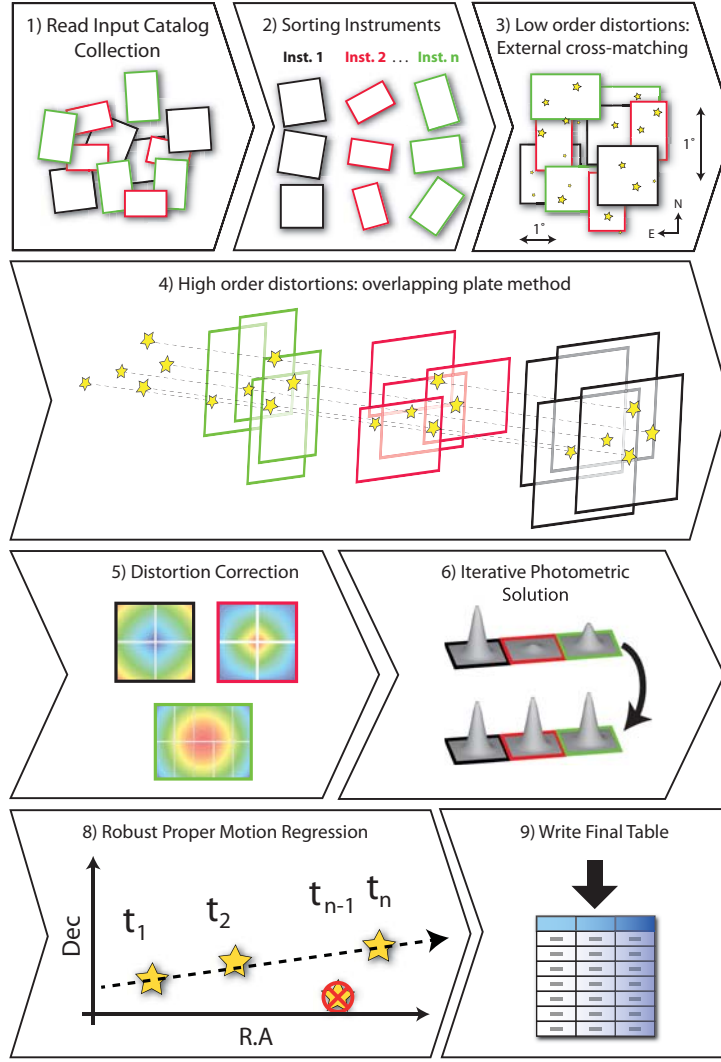 1) Read Input Catalog
Collection
2) Sorting Instruments
Inst. 1 Inst. 2 ... Inst. n
3) Low order distortions:
External cross-matching
1°
1°
N
E
4) High order distortions: overlapping plate method
5) Distortion Correction
6) Iterative Photometric
Solution
8) Robust Proper Motion Regression
Dec
t1
t2
tn-1
tn
R.A
9) Write Final Table